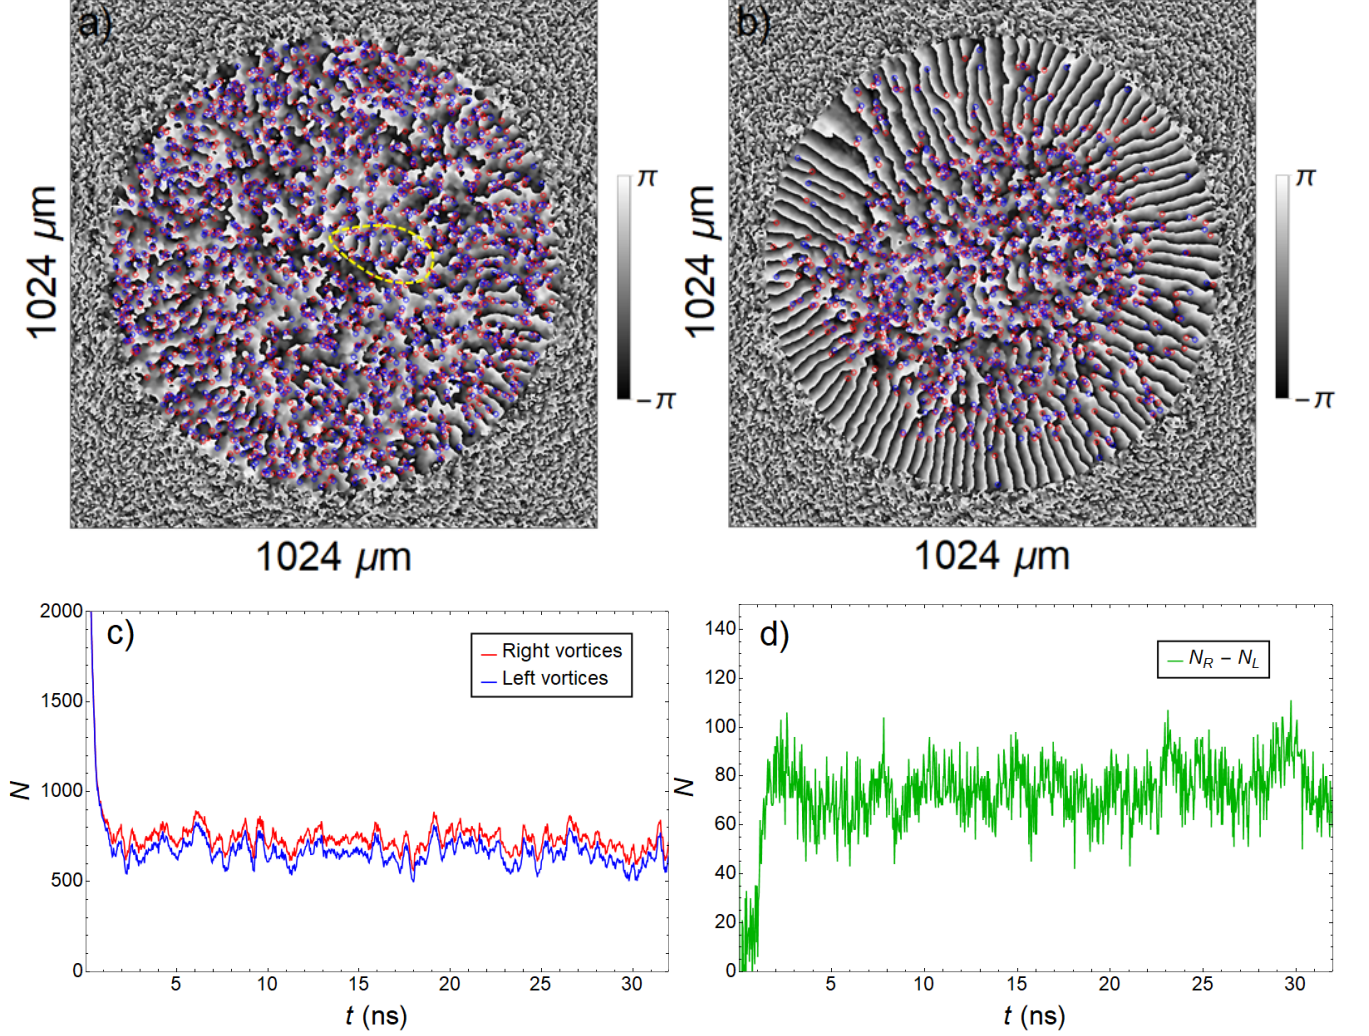 a)
b)
1024 μm
π
−π
1024 μm
1024 μm
π
−π
1024 μm
c)
2000
1500
1000
500
0
N
5
10
15
20
25
30
t (ns)
Right vortices
Left vortices
d)
140
120
100
80
60
40
20
0
N
5
10
15
20
25
30
t (ns)
N_R − N_L